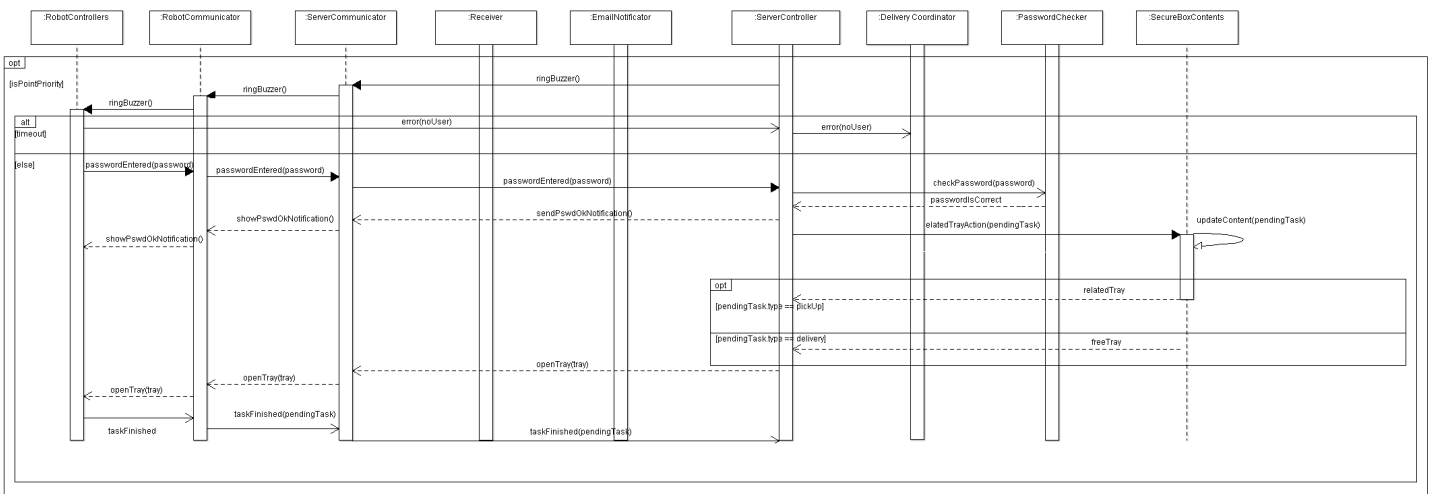 :RobotControllers
:RobotCommunicator
:ServerCommunicator
:Receiver
:EmailNotificator
:ServerController
:Delivery Coordinator
:PasswordChecker
:SecureBoxContents
opt
[isPointPriority]
ringBuzzer()
ringBuzzer()
ringBuzzer()
alt
[timeout]
error(noUser)
error(noUser)
[else]
passwordEntered(password)
passwordEntered(password)
passwordEntered(password)
checkPassword(password)
passwordIsCorrect
sendPswdOkNotification()
showPswdOkNotification()
showPswdOkNotification()
elatedTrayAction(pendingTask)
updateContent(pendingTask)
opt
relatedTray
[pendingTask.type == pickUp]
[pendingTask.type == delivery]
freeTray
openTray(tray)
openTray(tray)
openTray(tray)
taskFinished
taskFinished(pendingTask)
taskFinished(pendingTask)